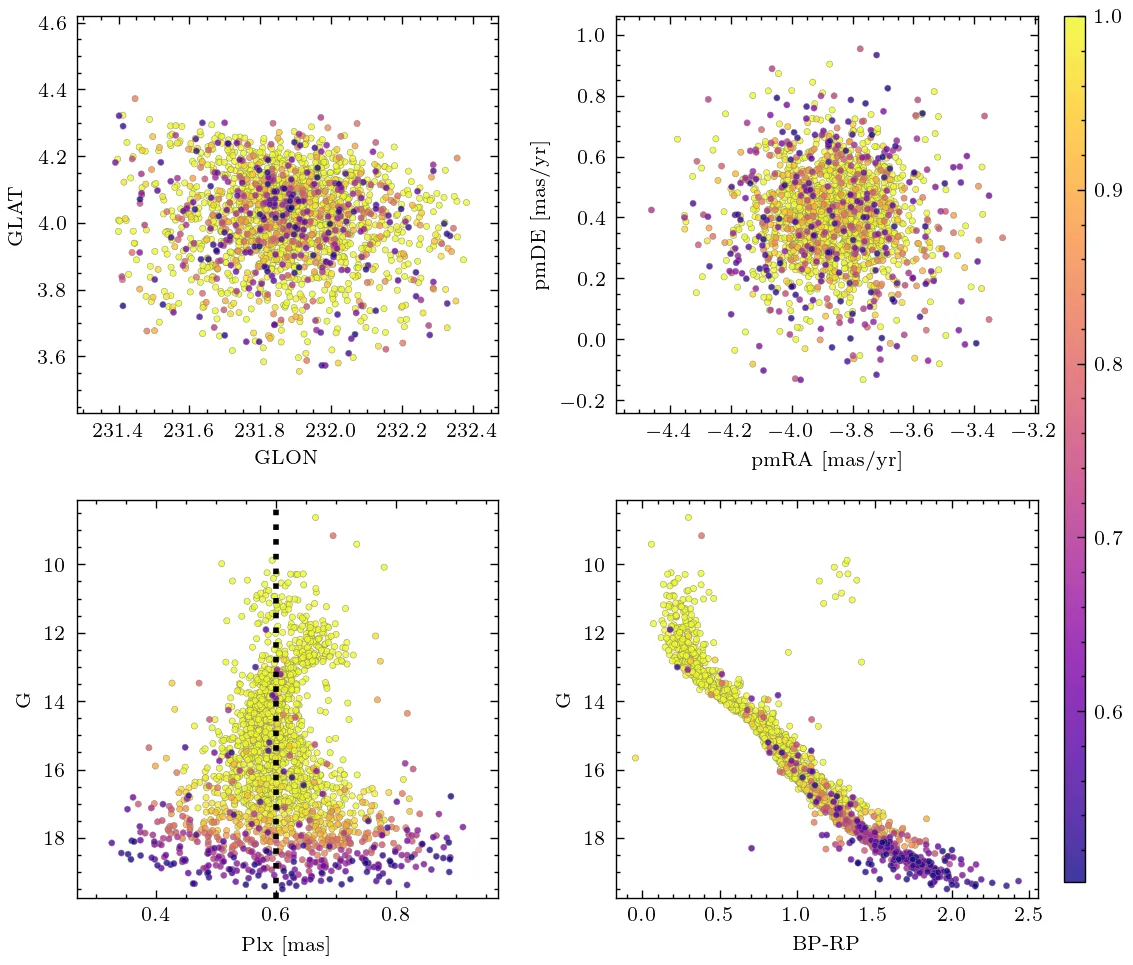 4.6
4.4
4.2
4.0
3.8
3.6
GLAT
231.4 231.6 231.8 232.0 232.2 232.4
GLON
1.0
0.8
0.6
0.4
0.2
0.0
−0.2
pmDE [mas/yr]
−4.4 −4.2 −4.0 −3.8 −3.6 −3.4 −3.2
pmRA [mas/yr]
10
12
14
16
18
G
0.4 0.6 0.8
Plx [mas]
10
12
14
16
18
G
0.0 0.5 1.0 1.5 2.0 2.5
BP-RP
1.0
0.9
0.8
0.7
0.6